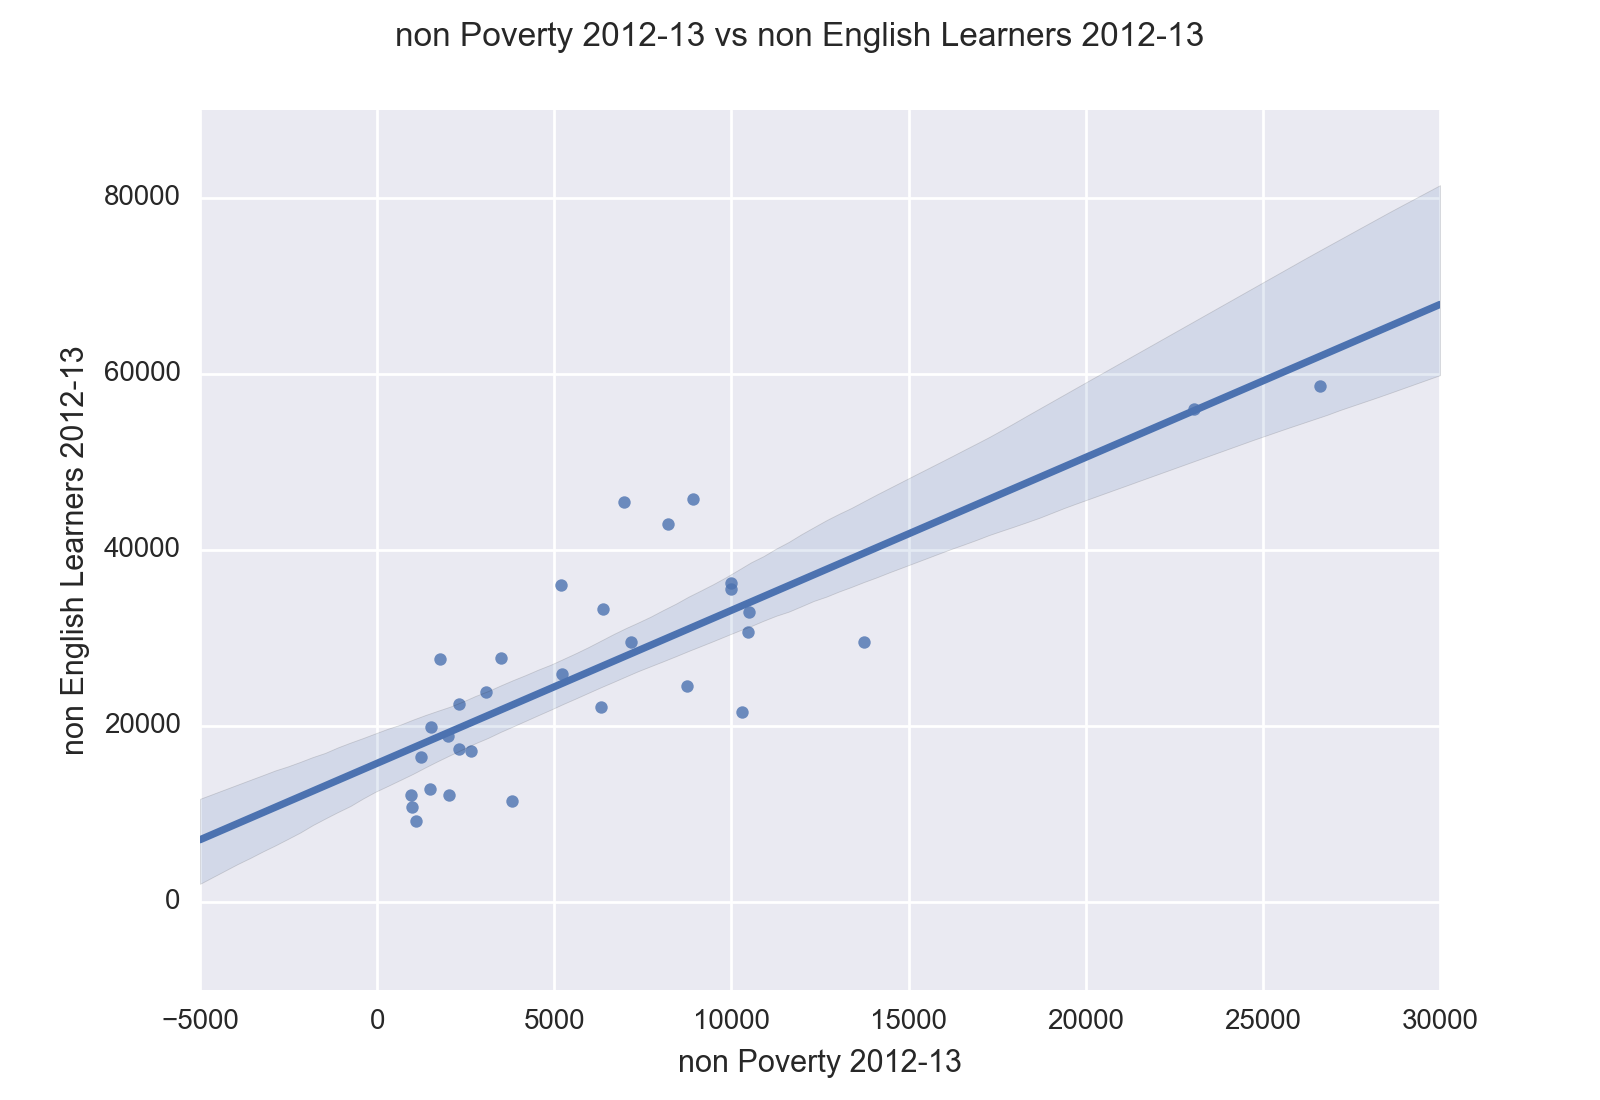 non Poverty 2012-13 vs non English Learners 2012-13
80000
60000
40000
20000
0
non English Learners 2012-13
−5000 0 5000 10000 15000 20000 25000 30000
non Poverty 2012-13